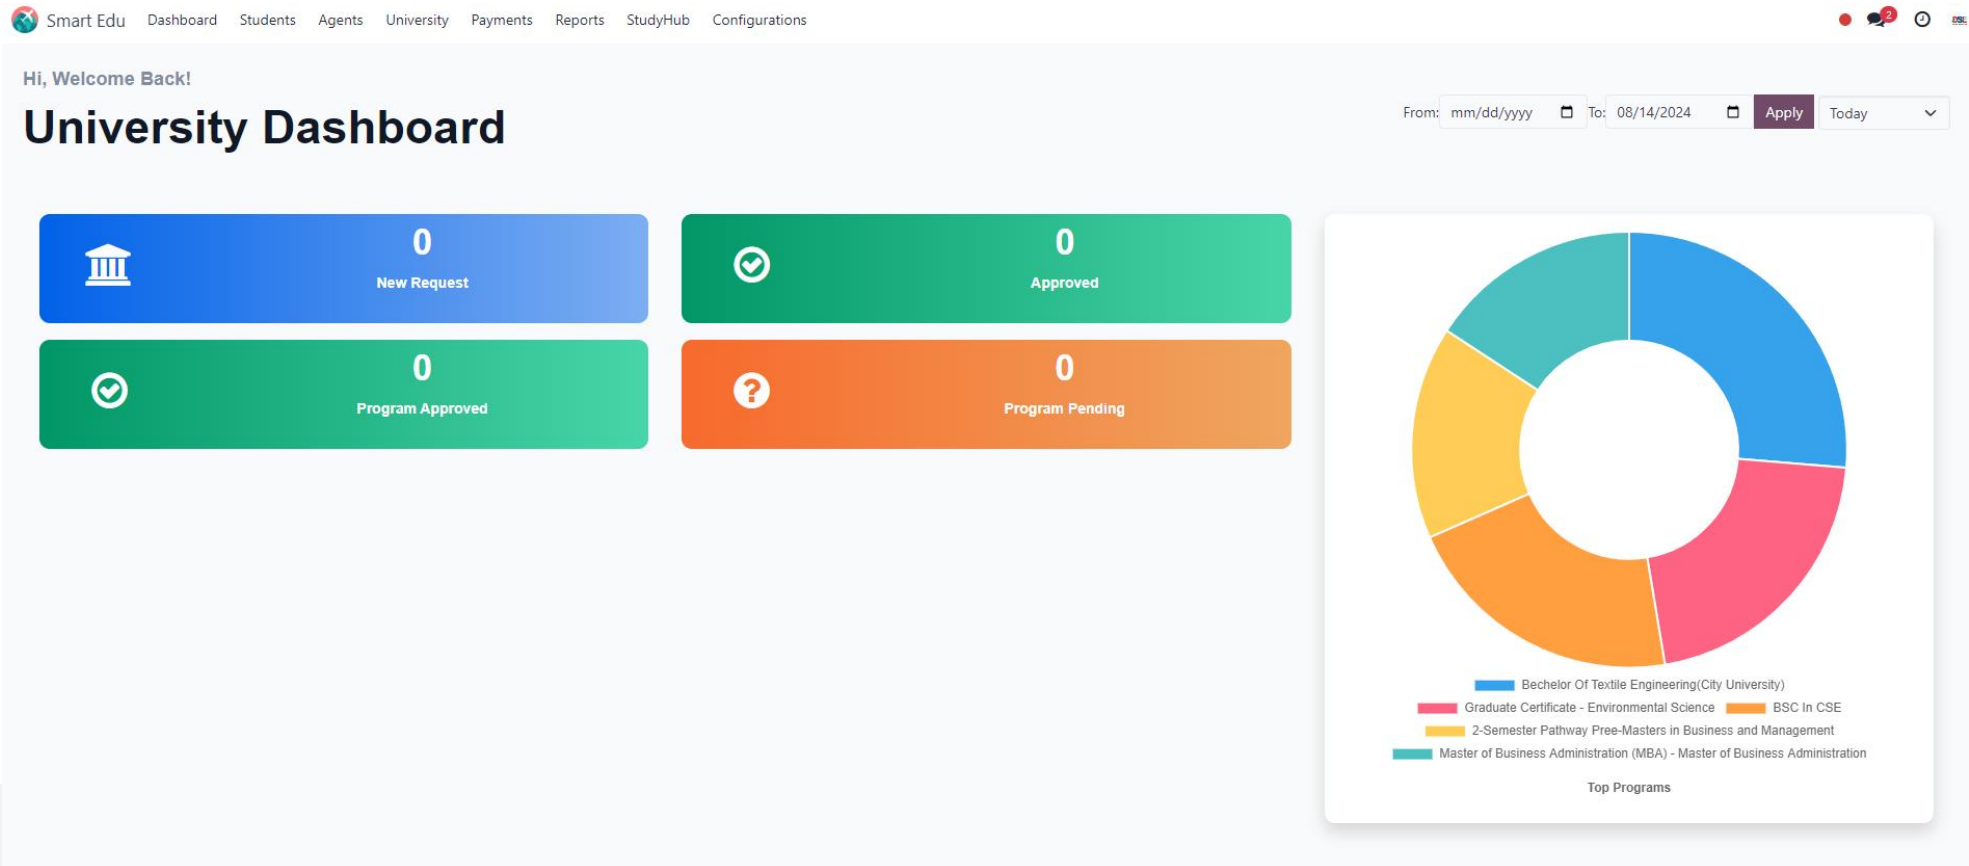 Smart Edu Dashboard Students Agents University Payments Reports StudyHub Configurations 2
Hi, Welcome Back!
University Dashboard
From: mm/dd/yyyy To: 08/14/2024 Apply Today
0
New Request
0
Approved
0
Program Approved
0
Program Pending
Bechelor Of Textile Engineering(City University)
Graduate Certificate - Environmental Science BSC In CSE
2-Semester Pathway Pree-Masters in Business and Management
Master of Business Administration (MBA) - Master of Business Administration
Top Programs